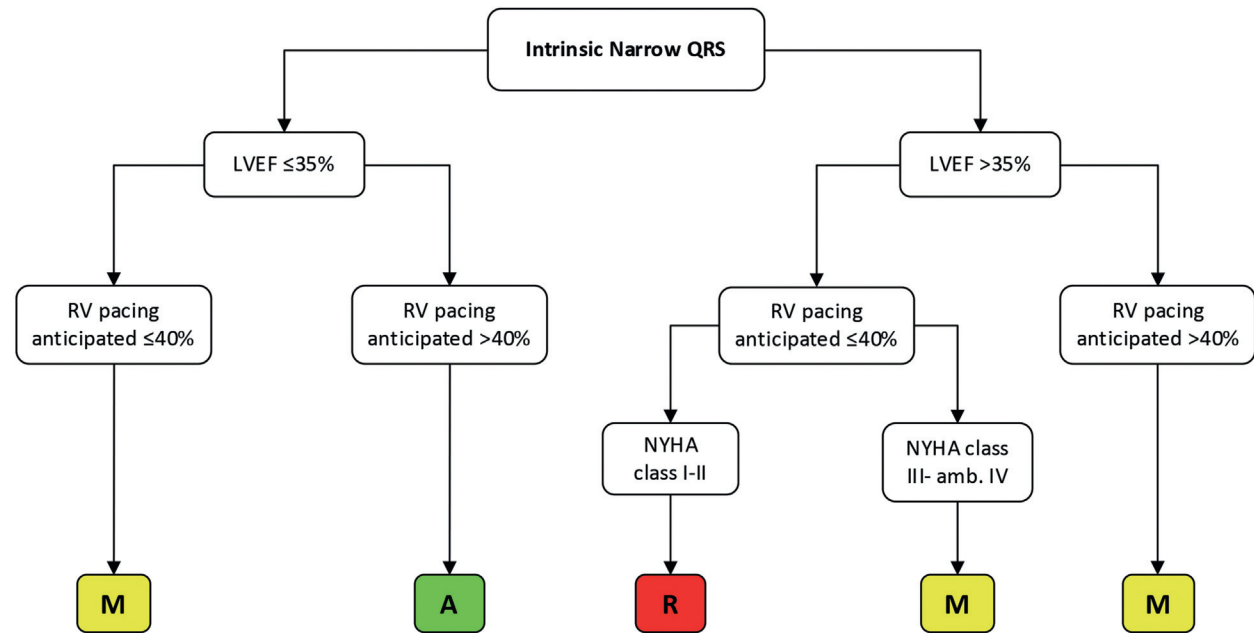 Intrinsic Narrow QRS
LVEF ≤35%
LVEF >35%
RV pacing
anticipated ≤40%
RV pacing
anticipated >40%
RV pacing
anticipated ≤40%
RV pacing
anticipated >40%
NYHA
class I-II
NYHA class
III- amb. IV
M
A
R
M
M